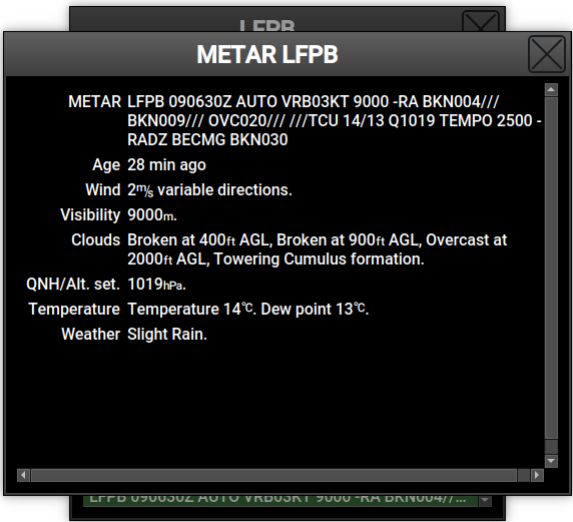 LFPB
METAR LFPB
METAR LFPB 090630Z AUTO VRB03KT 9000 -RA BKN004///
BKN009/// OVC020/// ///TCU 14/13 Q1019 TEMPO 2500 -
RADZ BECMG BKN030
Age 28 min ago
Wind 2m/s variable directions.
Visibility 9000m.
Clouds Broken at 400ft AGL, Broken at 900ft AGL, Overcast at
2000ft AGL, Towering Cumulus formation.
QNH/Alt. set. 1019hPa.
Temperature Temperature 14℃. Dew point 13℃.
Weather Slight Rain.
LFPB 090630Z AUTO VRB03KT 9000 -RA BKN004//...